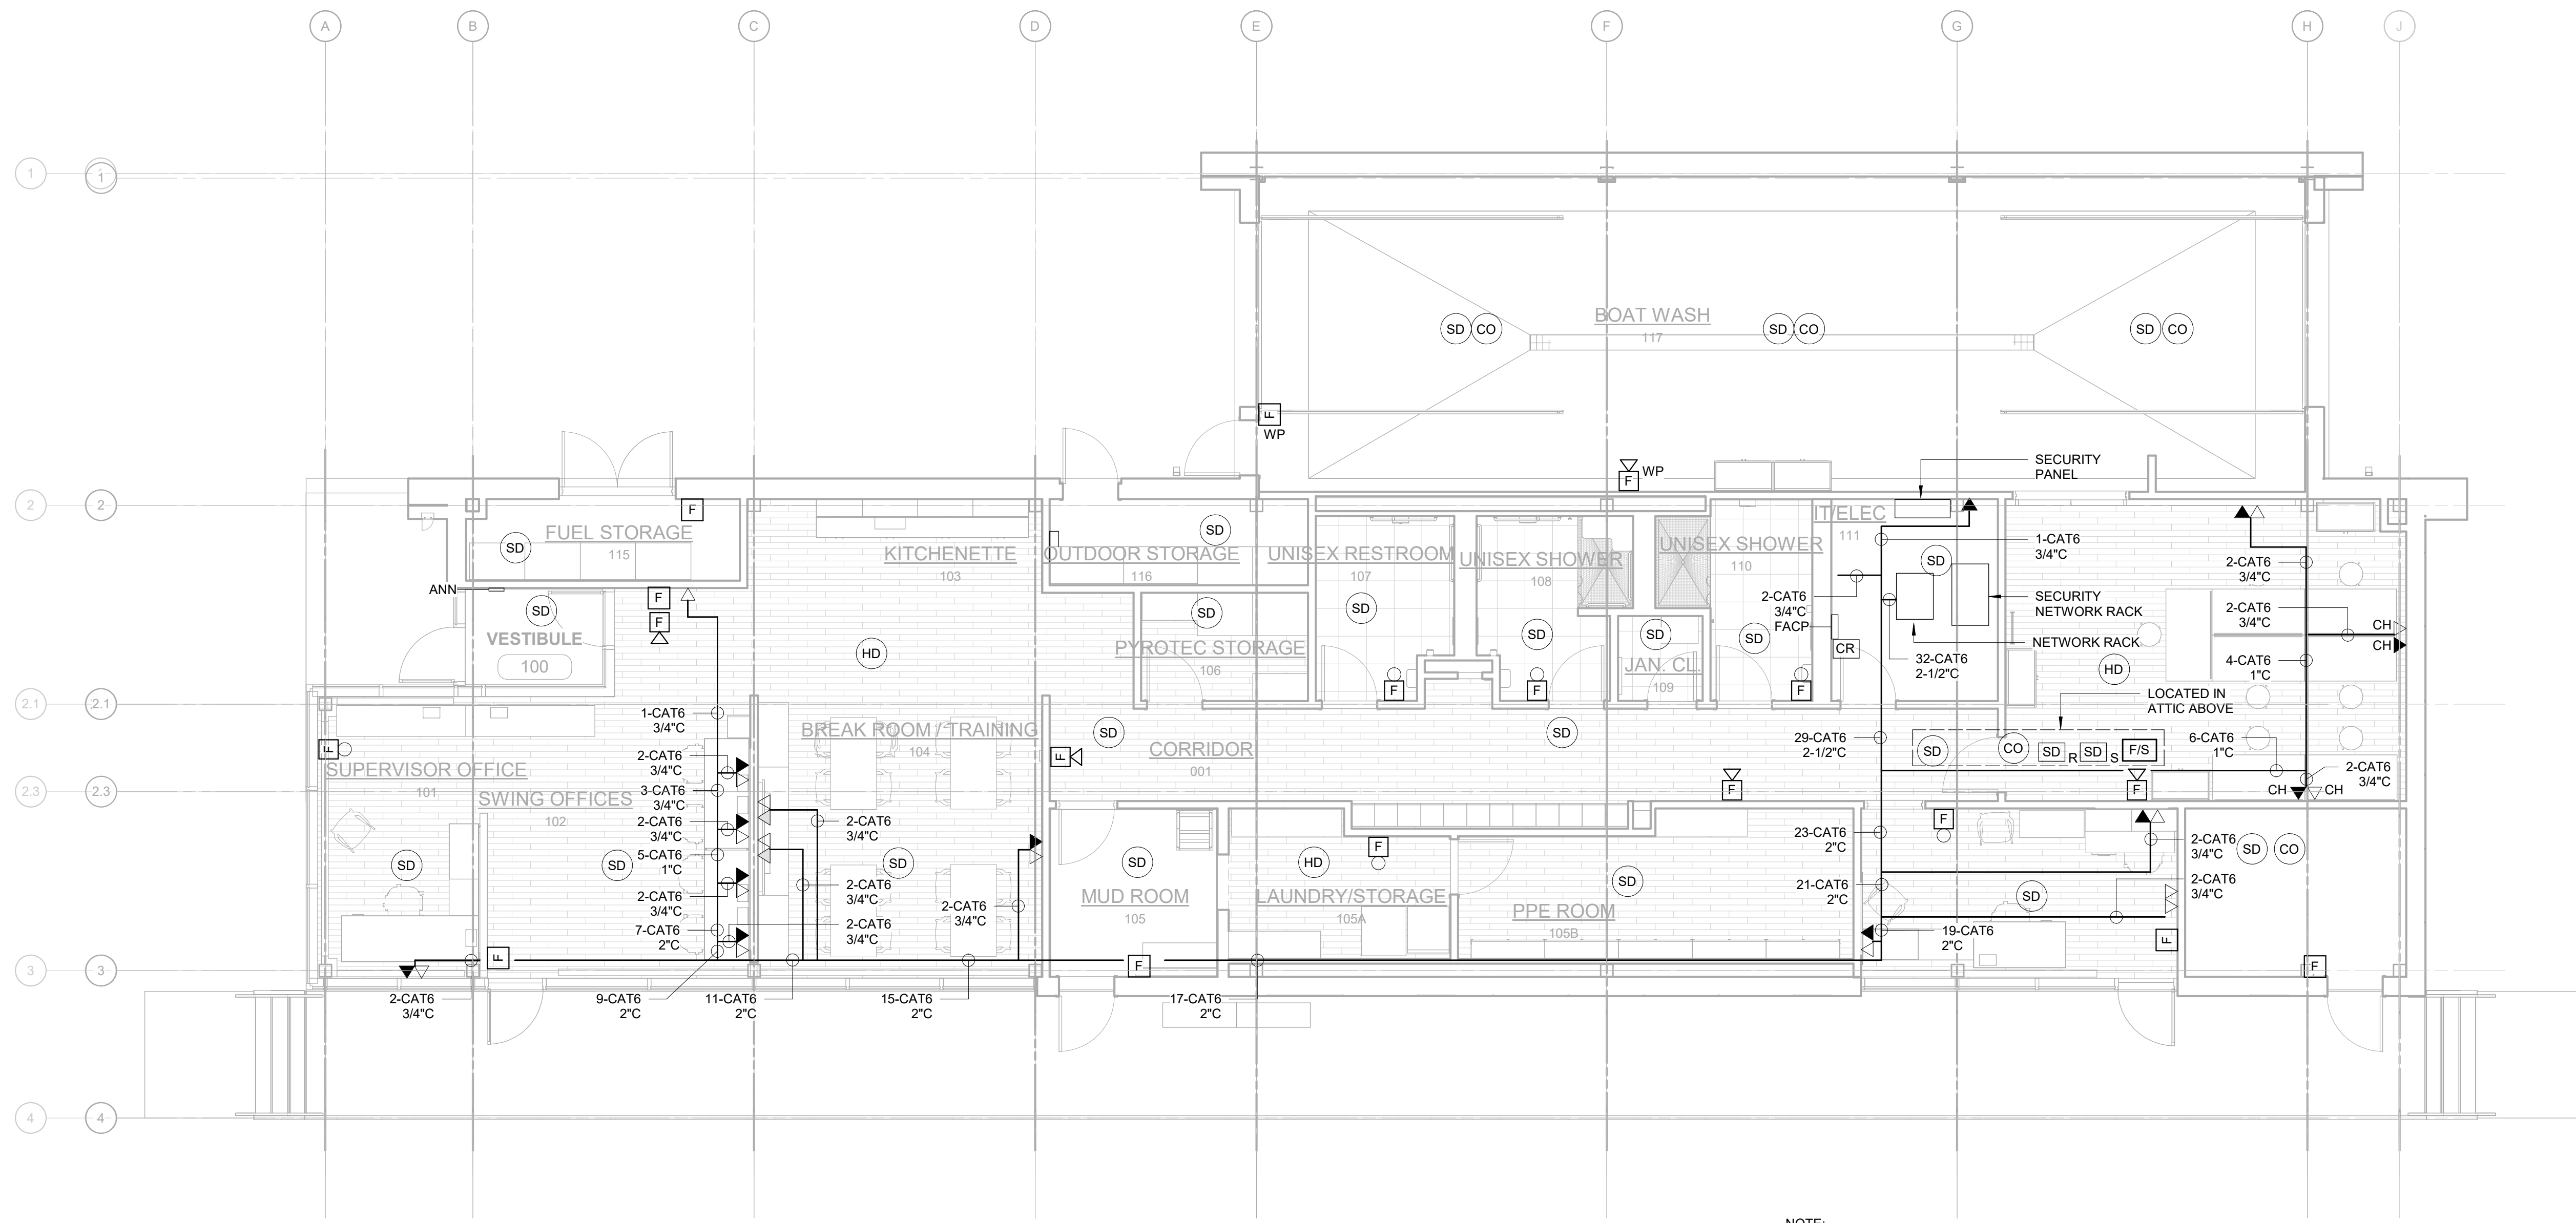 A
B
C
D
E
F
G
H
J
1
1
BOAT WASH
117
SD
CO
SD
CO
SD
CO
F
WP
F
WP
SECURITY
PANEL
2
2
F
FUEL STORAGE
115
SD
KITCHENETTE
103
SD
OUTDOOR STORAGE
116
UNISEX RESTROOM
107
UNISEX SHOWER
108
UNISEX SHOWER
110
IT/ELEC
111
SD
1-CAT6
3/4"C
2-CAT6
3/4"C
ANN
SD
VESTIBULE
100
F
F
HD
SD
PYROTEC STORAGE
106
SD
SD
SD
JAN. CL.
109
SD
2-CAT6
3/4"C
FACP
CR
SECURITY
NETWORK RACK
NETWORK RACK
32-CAT6
2-1/2"C
2-CAT6
3/4"C
CH
CH
HD
4-CAT6
1"C
F
F
F
LOCATED IN
ATTIC ABOVE
2.1
2.1
1-CAT6
3/4"C
BREAK ROOM / TRAINING
104
F
SUPERVISOR OFFICE
101
SWING OFFICES
102
2-CAT6
3/4"C
3-CAT6
3/4"C
F
SD
CORRIDOR
001
SD
29-CAT6
2-1/2"C
SD
CO
SD
R
SD
S
F/S
6-CAT6
1"C
2-CAT6
3/4"C
CH
CH
F
F
2.3
2.3
2-CAT6
3/4"C
5-CAT6
1"C
2-CAT6
3/4"C
7-CAT6
2"C
SD
SD
2-CAT6
3/4"C
2-CAT6
3/4"C
2-CAT6
3/4"C
SD
2-CAT6
3/4"C
SD
MUD ROOM
105
HD
F
LAUNDRY/STORAGE
105A
SD
PPE ROOM
105B
23-CAT6
2"C
21-CAT6
2"C
F
SD
2-CAT6
3/4"C
2-CAT6
3/4"C
SD
CO
19-CAT6
2"C
F
F
3
3
F
F
2-CAT6
3/4"C
9-CAT6
2"C
11-CAT6
2"C
15-CAT6
2"C
17-CAT6
2"C
4
4
NOTE: